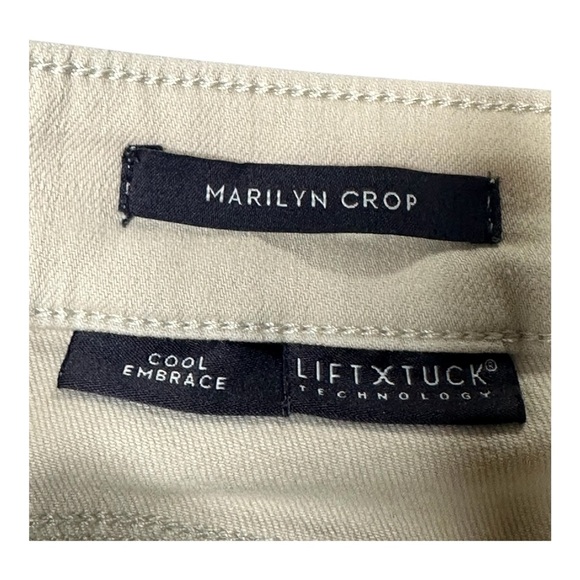 MARILYN CROP
COOL
EMBRACE
LIFTXTUCK®
TECHNOLOGY